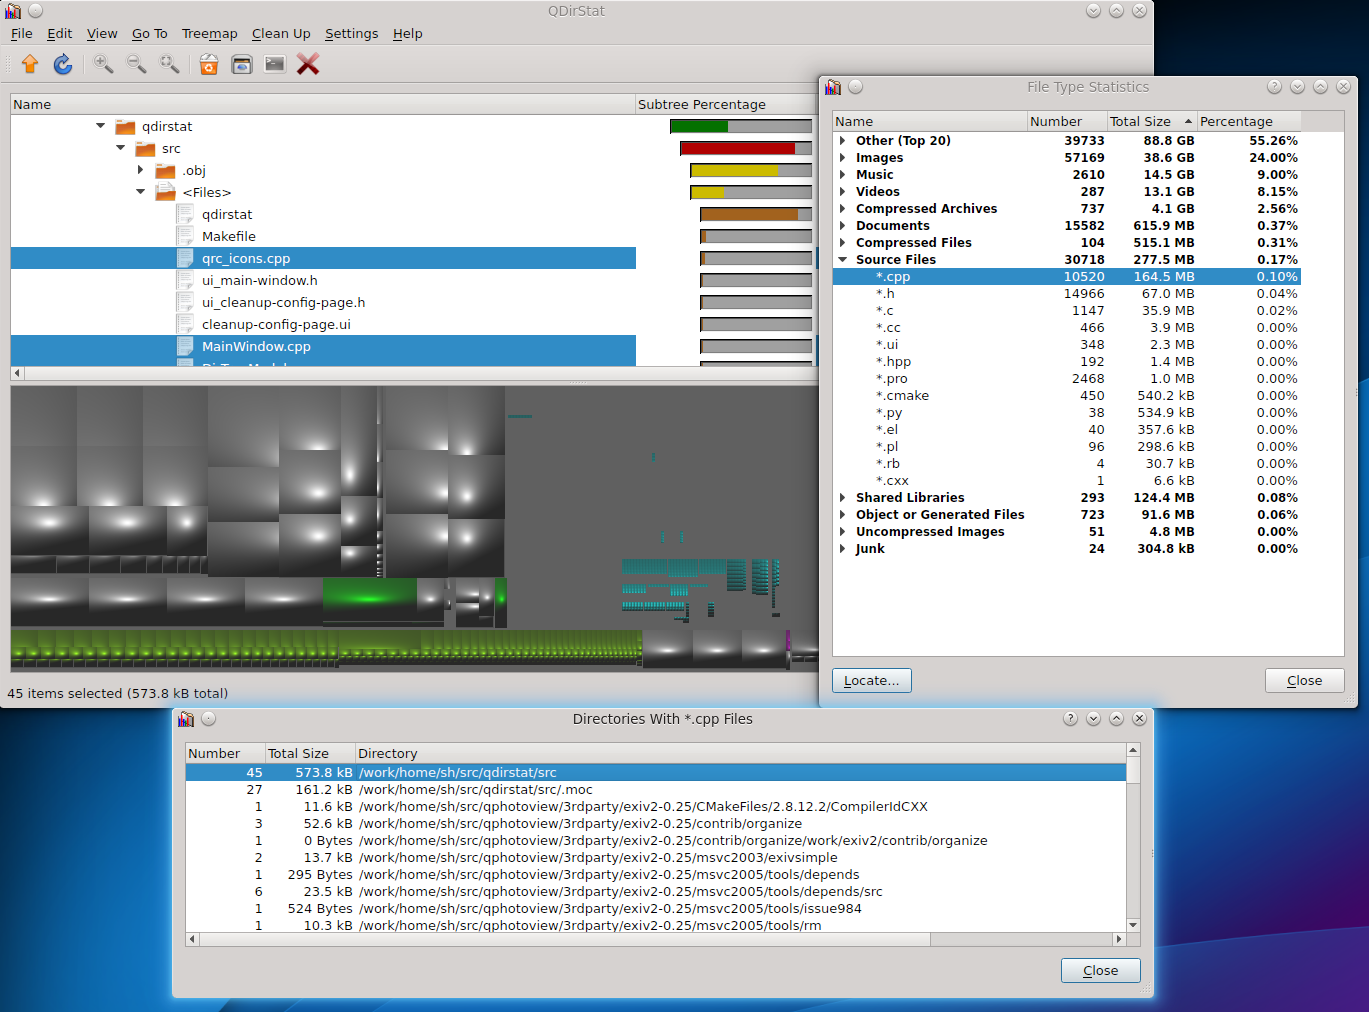 QDirStat
File Edit View Go To Treemap Clean Up Settings Help
Name Subtree Percentage
qdirstat
src
.obj
<Files>
qdirstat
Makefile
qrc_icons.cpp
ui_main-window.h
ui_cleanup-config-page.h
cleanup-config-page.ui
MainWindow.cpp
45 items selected (573.8 kB total)
File Type Statistics
Name Number Total Size Percentage
Other (Top 20) 39733 88.8 GB 55.26%
Images 57169 38.6 GB 24.00%
Music 2610 14.5 GB 9.00%
Videos 287 13.1 GB 8.15%
Compressed Archives 737 4.1 GB 2.56%
Documents 15582 615.9 MB 0.37%
Compressed Files 104 515.1 MB 0.31%
Source Files 30718 277.5 MB 0.17%
*.cpp 10520 164.5 MB 0.10%
*.h 14966 67.0 MB 0.04%
*.c 1147 35.9 MB 0.02%
*.cc 466 3.9 MB 0.00%
*.ui 348 2.3 MB 0.00%
*.hpp 192 1.4 MB 0.00%
*.pro 2468 1.0 MB 0.00%
*.cmake 450 540.2 kB 0.00%
*.py 38 534.9 kB 0.00%
*.el 40 357.6 kB 0.00%
*.pl 96 298.6 kB 0.00%
*.rb 4 30.7 kB 0.00%
*.cxx 1 6.6 kB 0.00%
Shared Libraries 293 124.4 MB 0.08%
Object or Generated Files 723 91.6 MB 0.06%
Uncompressed Images 51 4.8 MB 0.00%
Junk 24 304.8 kB 0.00%
Locate... Close
Directories With *.cpp Files
Number Total Size Directory
45 573.8 kB /work/home/sh/src/qdirstat/src
27 161.2 kB /work/home/sh/src/qdirstat/src/.moc
1 11.6 kB /work/home/sh/src/qphotoview/3rdparty/exiv2-0.25/CMakeFiles/2.8.12.2/CompilerIdCXX
3 52.6 kB /work/home/sh/src/qphotoview/3rdparty/exiv2-0.25/contrib/organize
1 0 Bytes /work/home/sh/src/qphotoview/3rdparty/exiv2-0.25/contrib/organize/work/exiv2/contrib/organize
2 13.7 kB /work/home/sh/src/qphotoview/3rdparty/exiv2-0.25/msvc2003/exivsimple
1 295 Bytes /work/home/sh/src/qphotoview/3rdparty/exiv2-0.25/msvc2005/tools/depends
6 23.5 kB /work/home/sh/src/qphotoview/3rdparty/exiv2-0.25/msvc2005/tools/depends/src
1 524 Bytes /work/home/sh/src/qphotoview/3rdparty/exiv2-0.25/msvc2005/tools/issue984
1 10.3 kB /work/home/sh/src/qphotoview/3rdparty/exiv2-0.25/msvc2005/tools/rm
Close